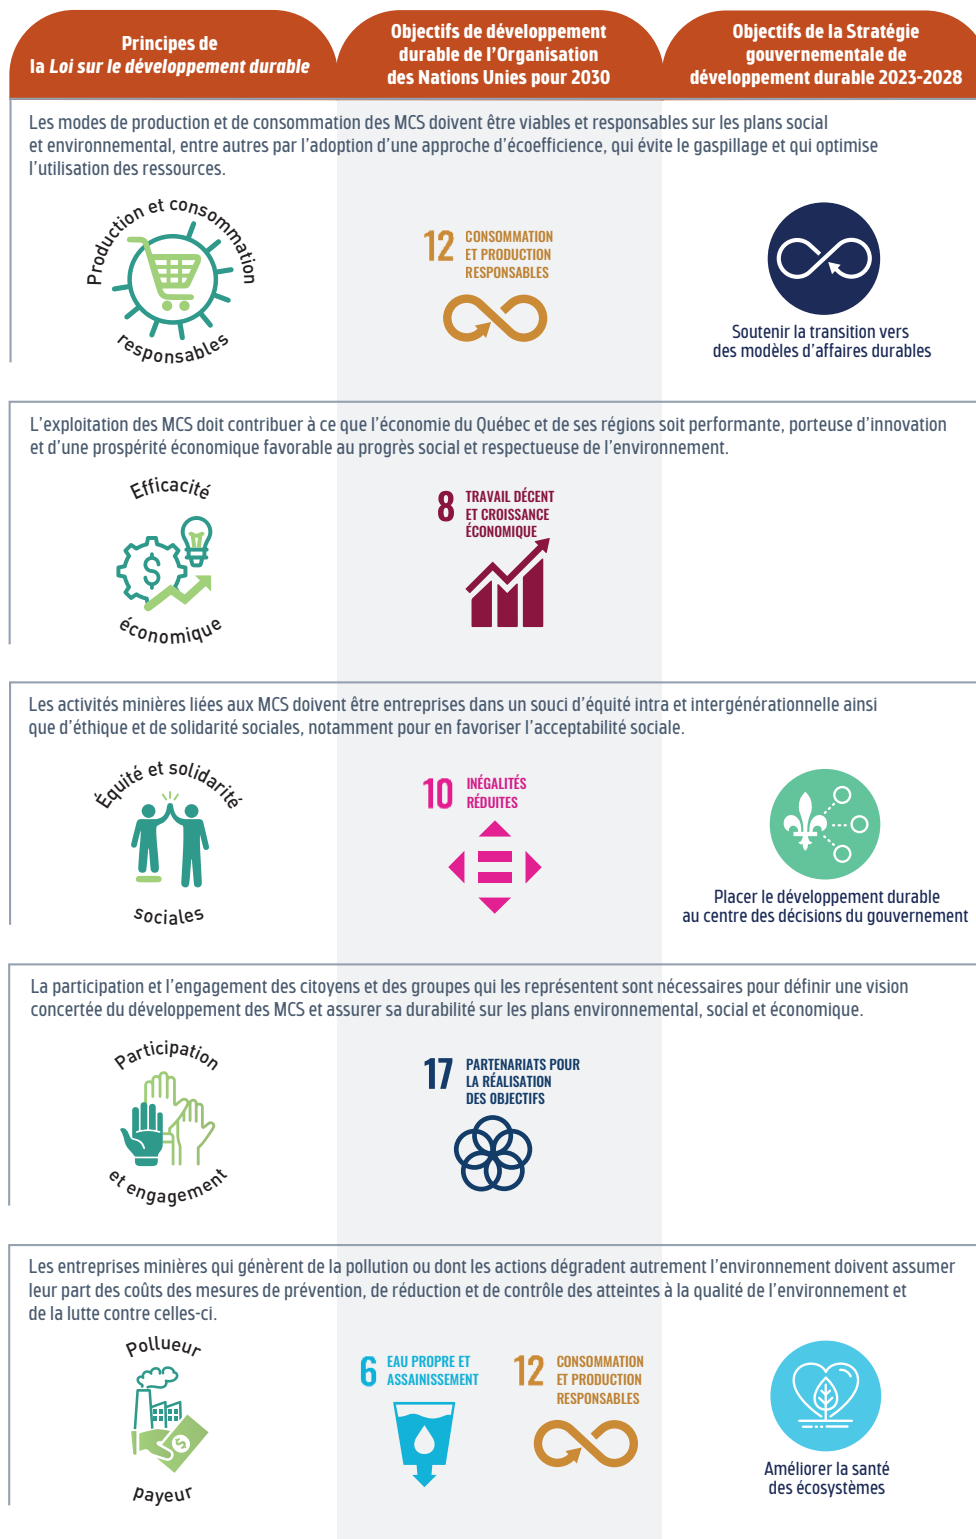 Principes de
la Loi sur le développement durable
Objectifs de développement
durable de l'Organisation
des Nations Unies pour 2030
Objectifs de la Stratégie
gouvernementale de
développement durable 2023-2028
Les modes de production et de consommation des MCS doivent être viables et responsables sur les plans social
et environnemental, entre autres par l'adoption d'une approche d'écoefficience, qui évite le gaspillage et qui optimise
l'utilisation des ressources.
Production et consommation
responsables
12 CONSOMMATION
ET PRODUCTION
RESPONSABLES
Soutenir la transition vers
des modèles d'affaires durables
L'exploitation des MCS doit contribuer à ce que l'économie du Québec et de ses régions soit performante, porteuse d'innovation
et d'une prospérité économique favorable au progrès social et respectueuse de l'environnement.
Efficacité
$
économique
8 TRAVAIL DÉCENT
ET CROISSANCE
ÉCONOMIQUE
Les activités minières liées aux MCS doivent être entreprises dans un souci d'équité intra et intergénérationnelle ainsi
que d'éthique et de solidarité sociales, notamment pour en favoriser l'acceptabilité sociale.
Équité et solidarité
sociales
10 INÉGALITÉS
RÉDUITES
Placer le développement durable
au centre des décisions du gouvernement
La participation et l'engagement des citoyens et des groupes qui les représentent sont nécessaires pour définir une vision
concertée du développement des MCS et assurer sa durabilité sur les plans environnemental, social et économique.
Participation
et engagement
17 PARTENARIATS POUR
LA RÉALISATION
DES OBJECTIFS
Les entreprises minières qui génèrent de la pollution ou dont les actions dégradent autrement l'environnement doivent assumer
leur part des coûts des mesures de prévention, de réduction et de contrôle des atteintes à la qualité de l'environnement et
de la lutte contre celles-ci.
Pollueur
$
payeur
6 EAU PROPRE ET
ASSAINISSEMENT
12 CONSOMMATION
ET PRODUCTION
RESPONSABLES
Améliorer la santé
des écosystèmes